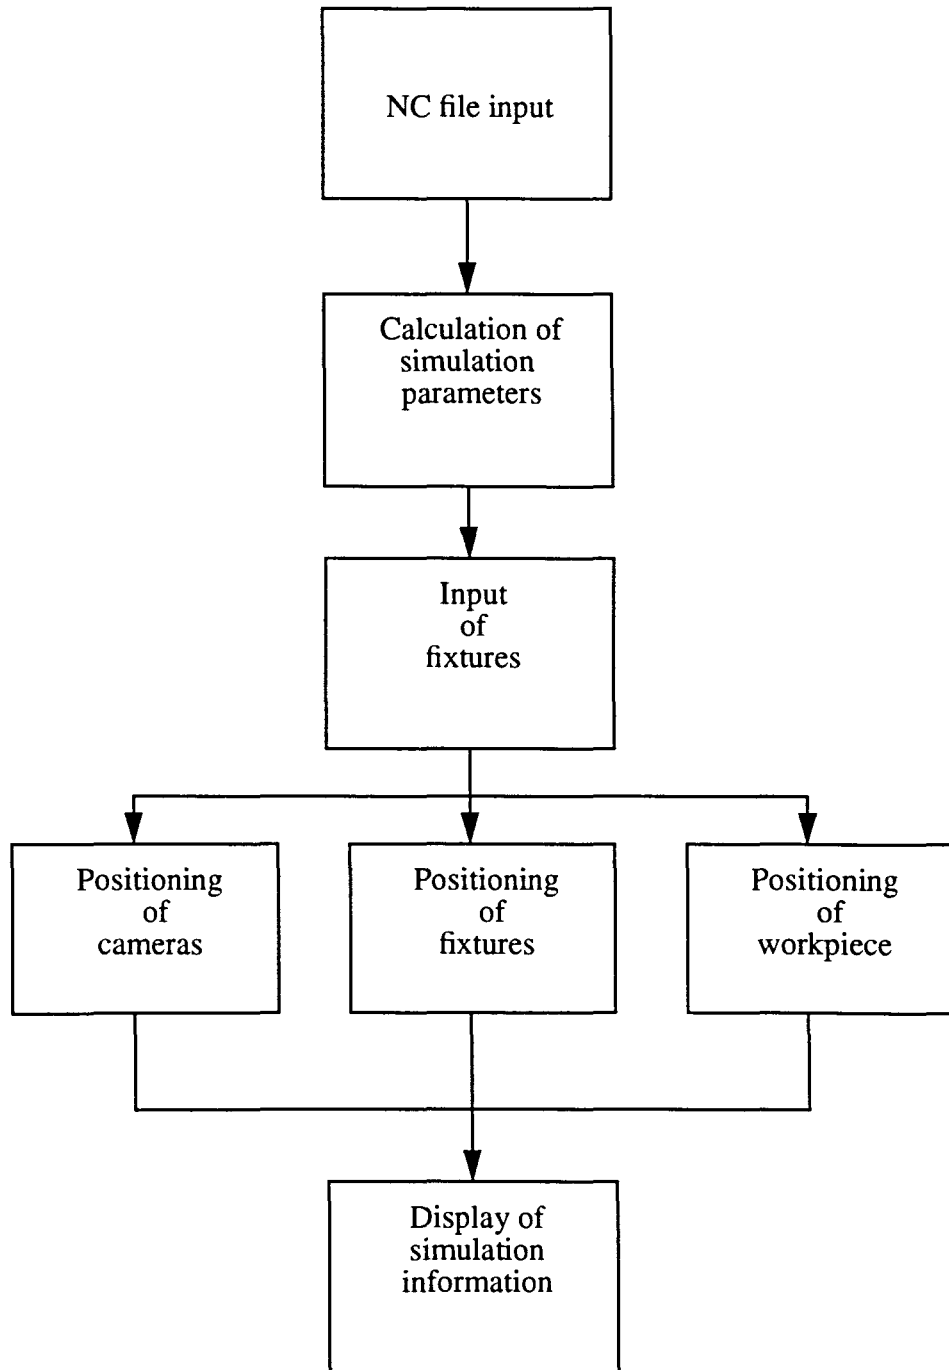 NC file input
Calculation of
simulation
parameters
Input
of
fixtures
Positioning
of
cameras
Positioning
of
fixtures
Positioning
of
workpiece
Display of
simulation
information